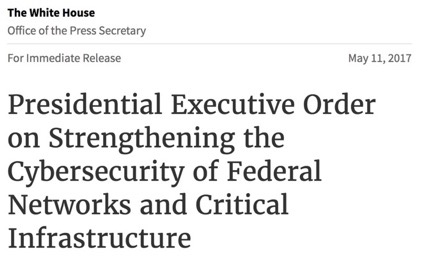 The White House
Office of the Press Secretary
For Immediate Release May 11, 2017
Presidential Executive Order
on Strengthening the
Cybersecurity of Federal
Networks and Critical
Infrastructure